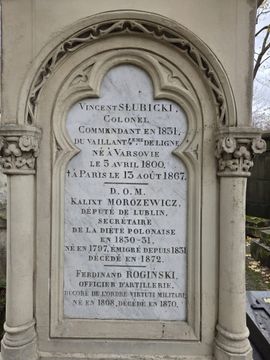 VINCENT SŁUBICKI,
COLONEL
COMMANDANT EN 1831,
DU VAILLANT 4ÈME DE LIGNE
NÉ À VARSOVIE
LE 5 AVRIL 1800,
† À PARIS LE 13 AOÛT 1867.
D. O. M.
KALIXT MOROZEWICZ,
DÉPUTÉ DE LUBLIN,
SECRÉTAIRE
DE LA DIÈTE POLONAISE
EN 1830-31,
NÉ EN 1797, ÉMIGRÉ DEPUIS 1831
DÉCÉDÉ EN 1872.
FERDINAND ROGIŃSKI,
OFFICIER D'ARTILLERIE,
DÉCORÉ DE L'ORDRE VIRTUTI MILITARI
NÉ EN 1808, DÉCÉDÉ EN 1870.